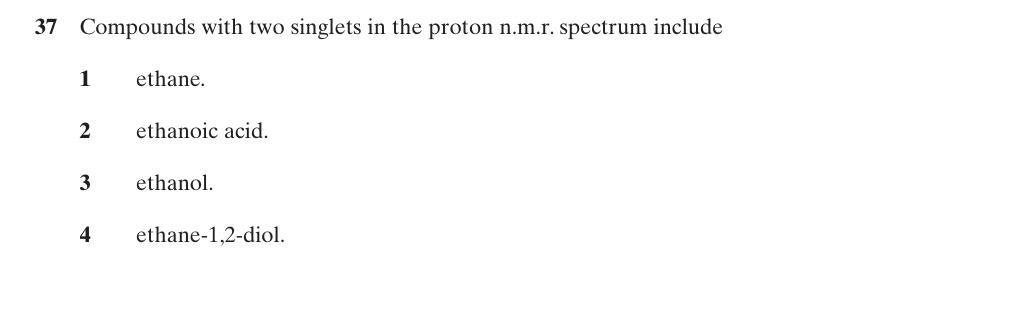 37 Compounds with two singlets in the proton n.m.r. spectrum include
1 ethane.
2 ethanoic acid.
3 ethanol.
4 ethane-1,2-diol.